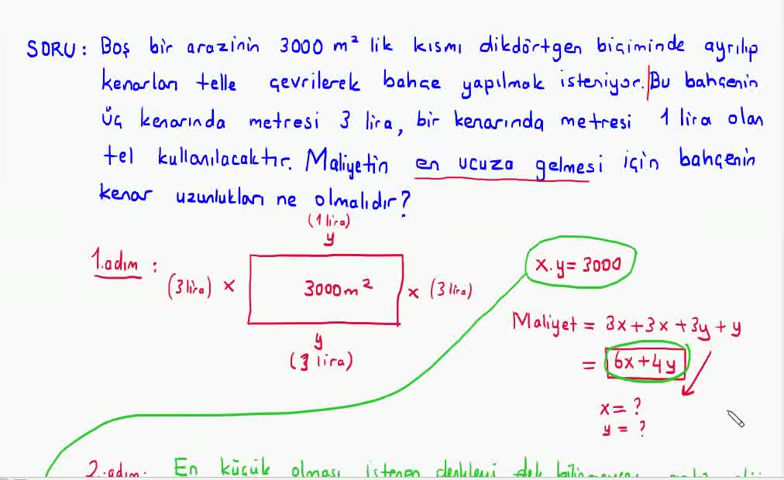 SORU: Boş bir arazinin 3000 m² lik kısmı dikdörtgen biçiminde ayrılıp
kenarları telle çevrilerek bahçe yapılmak isteniyor. Bu bahçenin
üç kenarında metresi 3 lira, bir kenarında metresi 1 lira olan
tel kullanılacaktır. Maliyetin en ucuza gelmesi için bahçenin
kenar uzunlukları ne olmalıdır?
(1 lira)
y
1.adım :
(3 lira) x
3000 m²
x (3 lira)
y
(3 lira)
x.y = 3000
Maliyet = 3x+3x+3y+y
= 6x+4y
x = ?
y = ?
2.adım. En küçük olması istenen